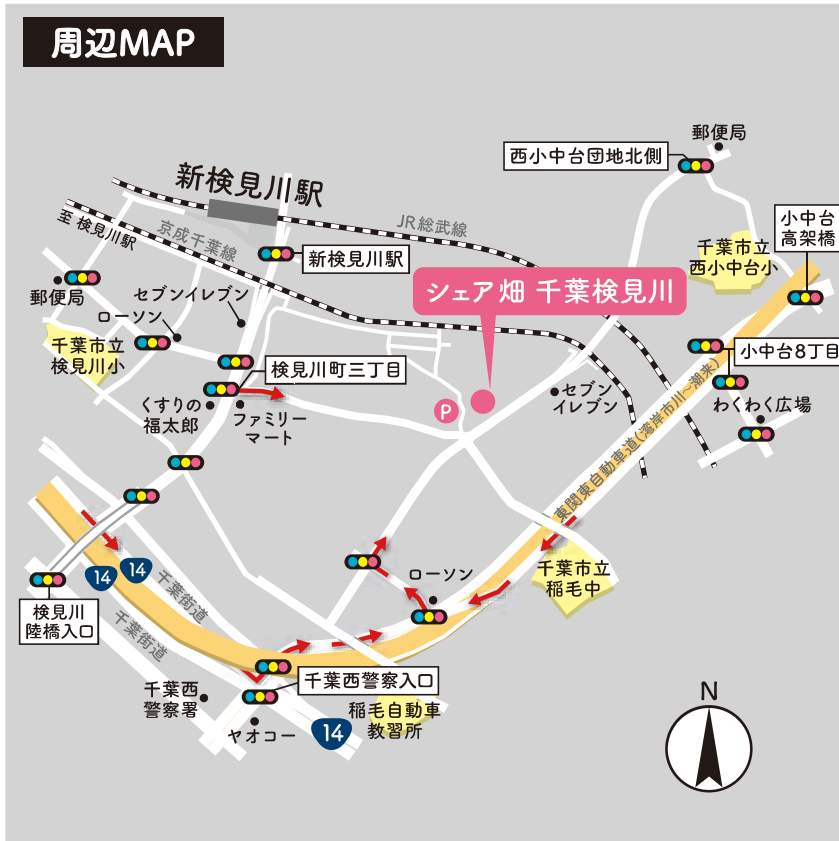 周辺MAP
郵便局
西小中台団地北側
新検見川駅
小中台
高架橋
至 検見川駅
京成千葉線
JR総武線
千葉市立
西小中台小
新検見川駅
郵便局
セブンイレブン
ローソン
シェア畑 千葉検見川
千葉市立
検見川小
小中台8丁目
検見川町三丁目
くすりの
福太郎
ファミリー
マート
P
セブン
イレブン
わくわく広場
東関東自動車道(湾岸市川～潮来)
14
14
千葉街道
ローソン
千葉市立
稲毛中
検見川
陸橋入口
千葉街道
千葉西警察入口
千葉西
警察署
ヤオコー
14
稲毛自動車
教習所
N